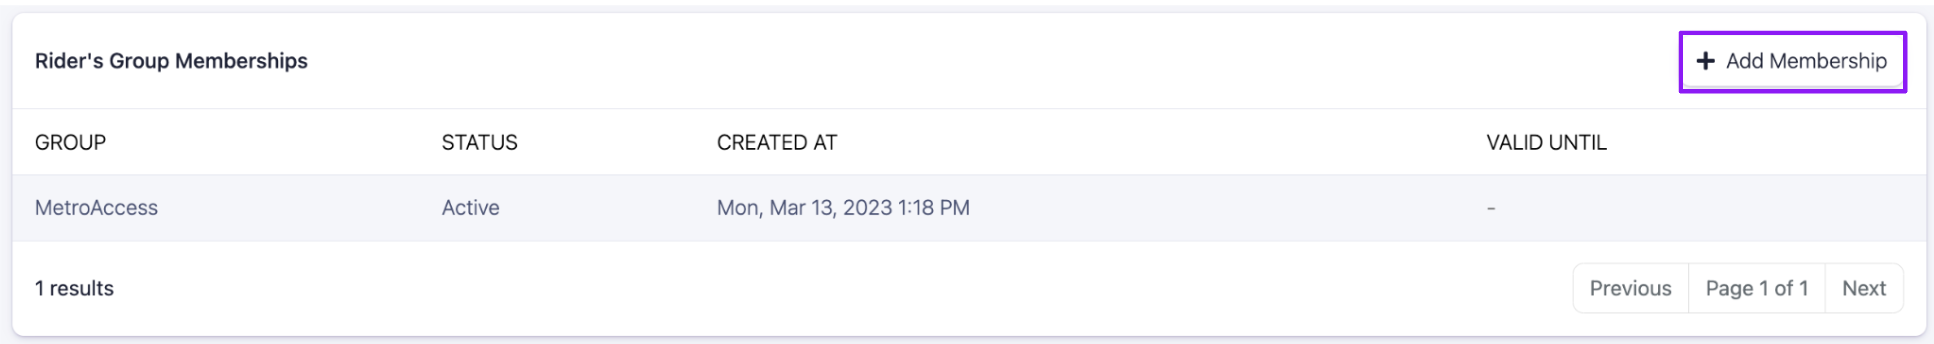 Rider's Group Memberships
+ Add Membership
GROUP STATUS CREATED AT VALID UNTIL
MetroAccess Active Mon, Mar 13, 2023 1:18 PM -
1 results
Previous Page 1 of 1 Next